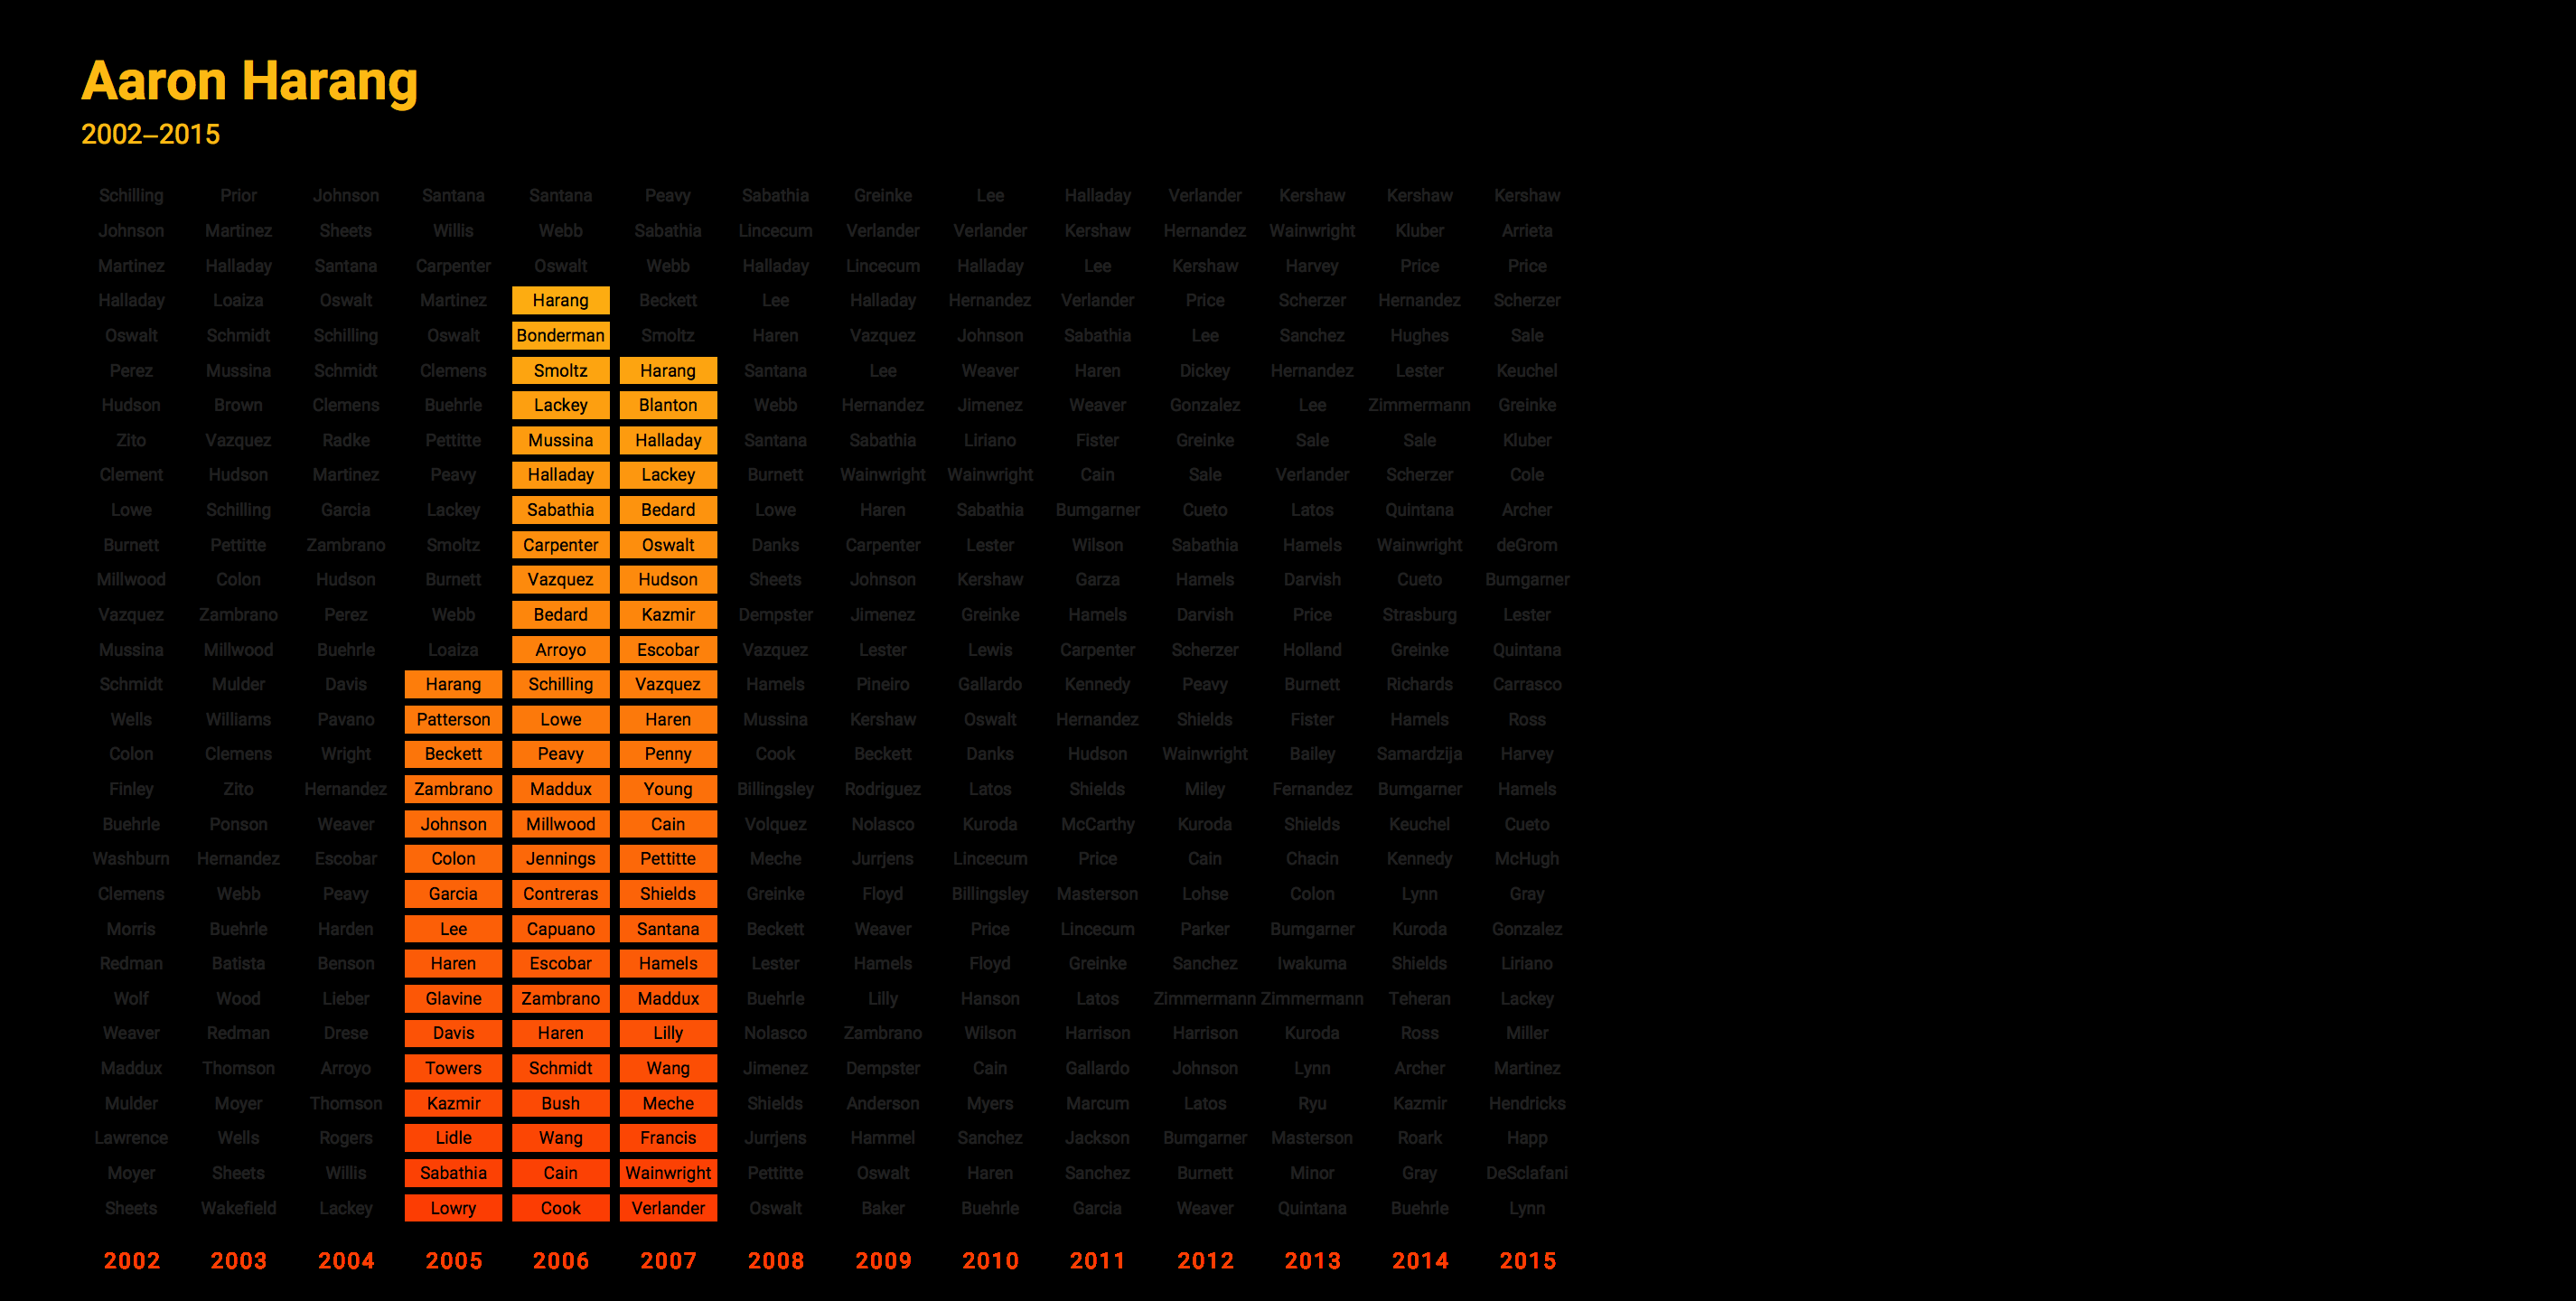 Aaron Harang
2002–2015
Schilling Prior Johnson Santana Santana Peavy Sabathia Greinke Lee Halladay Verlander Kershaw Kershaw Kershaw
Johnson Martinez Sheets Willis Webb Sabathia Lincecum Verlander Verlander Kershaw Hernandez Wainwright Kluber Arrieta
Martinez Halladay Santana Carpenter Oswalt Webb Halladay Lincecum Halladay Lee Kershaw Harvey Price Price
Halladay Loaiza Oswalt Martinez Harang Beckett Lee Halladay Hernandez Verlander Price Scherzer Hernandez Scherzer
Oswalt Schmidt Schilling Oswalt Bonderman Smoltz Haren Vazquez Johnson Sabathia Lee Sanchez Hughes Sale
Perez Mussina Schmidt Clemens Smoltz Harang Santana Lee Weaver Haren Dickey Hernandez Lester Keuchel
Hudson Brown Clemens Buehrle Lackey Blanton Webb Hernandez Jimenez Weaver Gonzalez Lee Zimmermann Greinke
Zito Vazquez Radke Pettitte Mussina Halladay Santana Sabathia Liriano Fister Greinke Sale Sale Kluber
Clement Hudson Martinez Peavy Halladay Lackey Burnett Wainwright Wainwright Cain Sale Verlander Scherzer Cole
Lowe Schilling Garcia Lackey Sabathia Bedard Lowe Haren Sabathia Bumgarner Cueto Latos Quintana Archer
Burnett Pettitte Zambrano Smoltz Carpenter Oswalt Danks Carpenter Lester Wilson Sabathia Hamels Wainwright deGrom
Millwood Colon Hudson Burnett Vazquez Hudson Sheets Johnson Kershaw Garza Hamels Darvish Cueto Bumgarner
Vazquez Zambrano Perez Webb Bedard Kazmir Dempster Jimenez Greinke Hamels Darvish Price Strasburg Lester
Mussina Millwood Buehrle Loaiza Arroyo Escobar Vazquez Lester Lewis Carpenter Scherzer Holland Greinke Quintana
Schmidt Mulder Davis Harang Schilling Vazquez Hamels Pineiro Gallardo Kennedy Peavy Burnett Richards Carrasco
Wells Williams Pavano Patterson Lowe Haren Mussina Kershaw Oswalt Hernandez Shields Fister Hamels Ross
Colon Clemens Wright Beckett Peavy Penny Cook Beckett Danks Hudson Wainwright Bailey Samardzija Harvey
Finley Zito Hernandez Zambrano Maddux Young Billingsley Rodriguez Latos Shields Miley Fernandez Bumgarner Hamels
Buehrle Ponson Weaver Johnson Millwood Cain Volquez Nolasco Kuroda McCarthy Kuroda Shields Keuchel Cueto
Washburn Hernandez Escobar Colon Jennings Pettitte Meche Jurrjens Lincecum Price Cain Chacin Kennedy McHugh
Clemens Webb Peavy Garcia Contreras Shields Greinke Floyd Billingsley Masterson Lohse Colon Lynn Gray
Morris Buehrle Harden Lee Capuano Santana Beckett Weaver Price Lincecum Parker Bumgarner Kuroda Gonzalez
Redman Batista Benson Haren Escobar Hamels Lester Hamels Floyd Greinke Sanchez Iwakuma Shields Liriano
Wolf Wood Lieber Glavine Zambrano Maddux Buehrle Lilly Hanson Latos Zimmermann Zimmermann Teheran Lackey
Weaver Redman Drese Davis Haren Lilly Nolasco Zambrano Wilson Harrison Harrison Kuroda Ross Miller
Maddux Thomson Arroyo Towers Schmidt Wang Jimenez Dempster Cain Gallardo Johnson Lynn Archer Martinez
Mulder Moyer Thomson Kazmir Bush Meche Shields Anderson Myers Marcum Latos Ryu Kazmir Hendricks
Lawrence Wells Rogers Lidle Wang Francis Jurrjens Hammel Sanchez Jackson Bumgarner Masterson Roark Happ
Moyer Sheets Willis Sabathia Cain Wainwright Pettitte Oswalt Haren Sanchez Burnett Minor Gray DeSclafani
Sheets Wakefield Lackey Lowry Cook Verlander Oswalt Baker Buehrle Garcia Weaver Quintana Buehrle Lynn
2002 2003 2004 2005 2006 2007 2008 2009 2010 2011 2012 2013 2014 2015